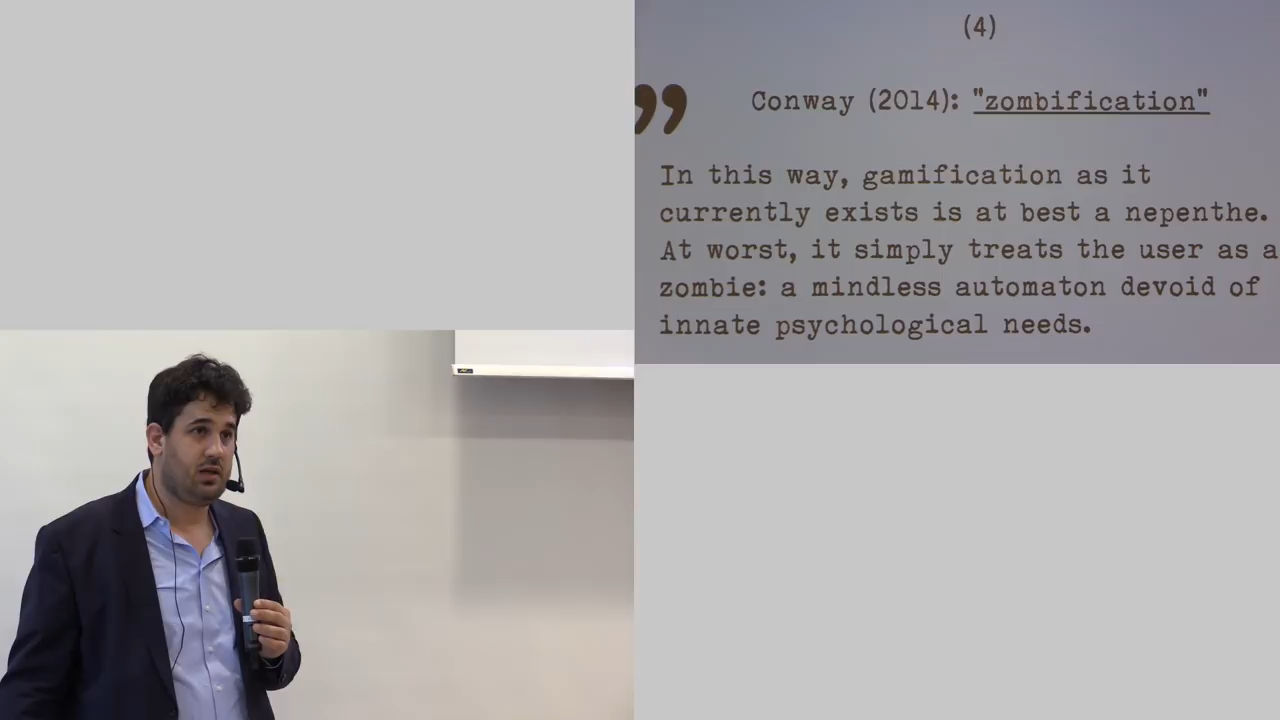 (4)
Conway (2014): "zombification"
In this way, gamification as it
currently exists is at best a nepenthe.
At worst, it simply treats the user as a
zombie: a mindless automaton devoid of
innate psychological needs.